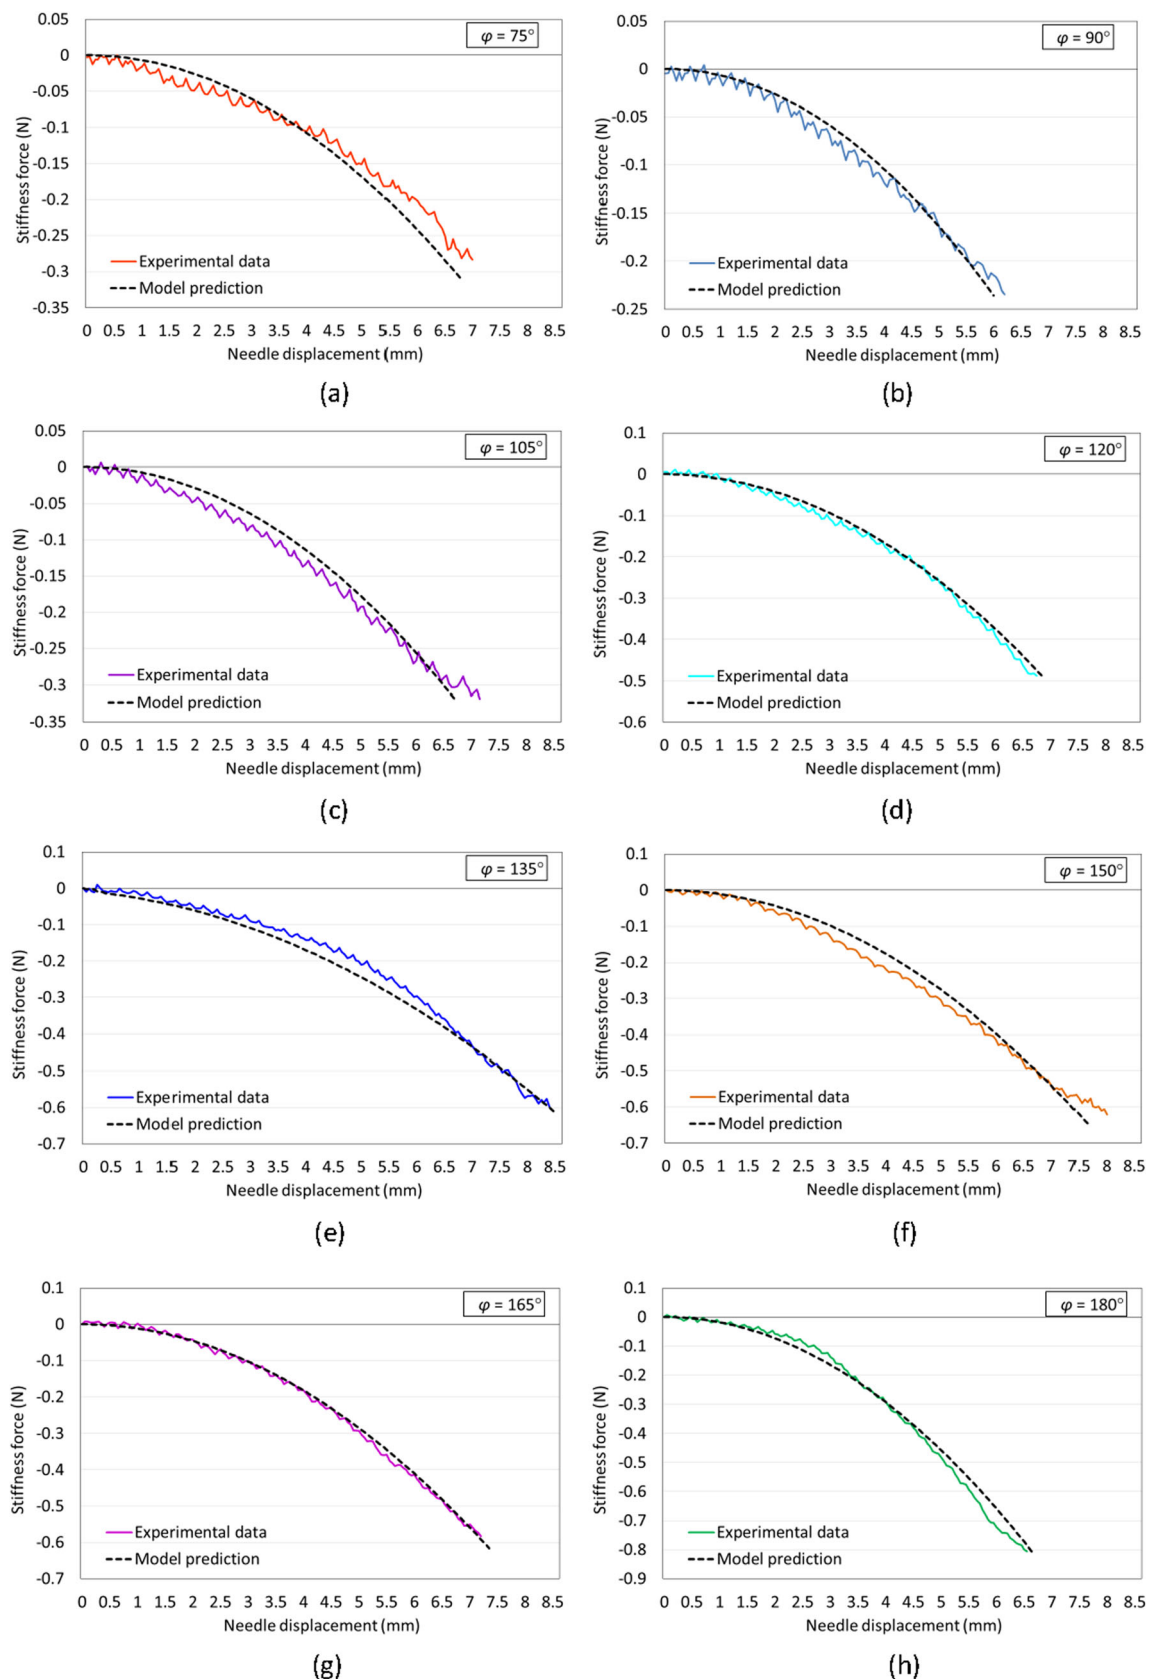 φ = 75°
0.05
0
-0.05
-0.1
-0.15
-0.2
-0.25
-0.3
-0.35
Stiffness force (N)
Experimental data
Model prediction
0 0.5 1 1.5 2 2.5 3 3.5 4 4.5 5 5.5 6 6.5 7 7.5 8 8.5
Needle displacement (mm)
(a)
φ = 90°
0.05
0
-0.05
-0.1
-0.15
-0.2
-0.25
Stiffness force (N)
Experimental data
Model prediction
0 0.5 1 1.5 2 2.5 3 3.5 4 4.5 5 5.5 6 6.5 7 7.5 8 8.5
Needle displacement (mm)
(b)
φ = 105°
0.05
0
-0.05
-0.1
-0.15
-0.2
-0.25
-0.3
-0.35
Stiffness force (N)
Experimental data
Model prediction
0 0.5 1 1.5 2 2.5 3 3.5 4 4.5 5 5.5 6 6.5 7 7.5 8 8.5
Needle displacement (mm)
(c)
φ = 120°
0.1
0
-0.1
-0.2
-0.3
-0.4
-0.5
-0.6
Stiffness force (N)
Experimental data
Model prediction
0 0.5 1 1.5 2 2.5 3 3.5 4 4.5 5 5.5 6 6.5 7 7.5 8 8.5
Needle displacement (mm)
(d)
φ = 135°
0.1
0
-0.1
-0.2
-0.3
-0.4
-0.5
-0.6
-0.7
Stiffness force (N)
Experimental data
Model prediction
0 0.5 1 1.5 2 2.5 3 3.5 4 4.5 5 5.5 6 6.5 7 7.5 8 8.5
Needle displacement (mm)
(e)
φ = 150°
0.1
0
-0.1
-0.2
-0.3
-0.4
-0.5
-0.6
-0.7
Stiffness force (N)
Experimental data
Model prediction
0 0.5 1 1.5 2 2.5 3 3.5 4 4.5 5 5.5 6 6.5 7 7.5 8 8.5
Needle displacement (mm)
(f)
φ = 165°
0.1
0
-0.1
-0.2
-0.3
-0.4
-0.5
-0.6
-0.7
Stiffness force (N)
Experimental data
Model prediction
0 0.5 1 1.5 2 2.5 3 3.5 4 4.5 5 5.5 6 6.5 7 7.5 8 8.5
Needle displacement (mm)
(g)
φ = 180°
0.1
0
-0.1
-0.2
-0.3
-0.4
-0.5
-0.6
-0.7
-0.8
-0.9
Stiffness force (N)
Experimental data
Model prediction
0 0.5 1 1.5 2 2.5 3 3.5 4 4.5 5 5.5 6 6.5 7 7.5 8 8.5
Needle displacement (mm)
(h)